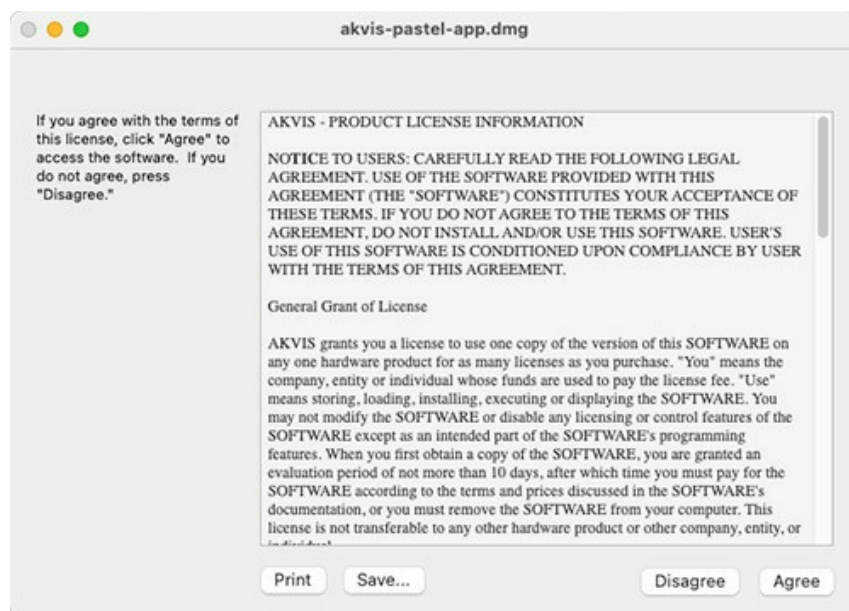 akvis-pastel-app.dmg
If you agree with the terms of
this license, click "Agree" to
access the software.  If you
do not agree, press
"Disagree."
AKVIS - PRODUCT LICENSE INFORMATION
NOTICE TO USERS: CAREFULLY READ THE FOLLOWING LEGAL
AGREEMENT. USE OF THE SOFTWARE PROVIDED WITH THIS
AGREEMENT (THE "SOFTWARE") CONSTITUTES YOUR ACCEPTANCE OF
THESE TERMS. IF YOU DO NOT AGREE TO THE TERMS OF THIS
AGREEMENT, DO NOT INSTALL AND/OR USE THIS SOFTWARE. USER'S
USE OF THIS SOFTWARE IS CONDITIONED UPON COMPLIANCE BY USER
WITH THE TERMS OF THIS AGREEMENT.
General Grant of License
AKVIS grants you a license to use one copy of the version of this SOFTWARE on
any one hardware product for as many licenses as you purchase. "You" means the
company, entity or individual whose funds are used to pay the license fee. "Use"
means storing, loading, installing, executing or displaying the SOFTWARE. You
may not modify the SOFTWARE or disable any licensing or control features of the
SOFTWARE except as an intended part of the SOFTWARE's programming
features. When you first obtain a copy of the SOFTWARE, you are granted an
evaluation period of not more than 10 days, after which time you must pay for the
SOFTWARE according to the terms and prices discussed in the SOFTWARE's
documentation, or you must remove the SOFTWARE from your computer. This
license is not transferable to any other hardware product or other company, entity, or
Print Save... Disagree Agree